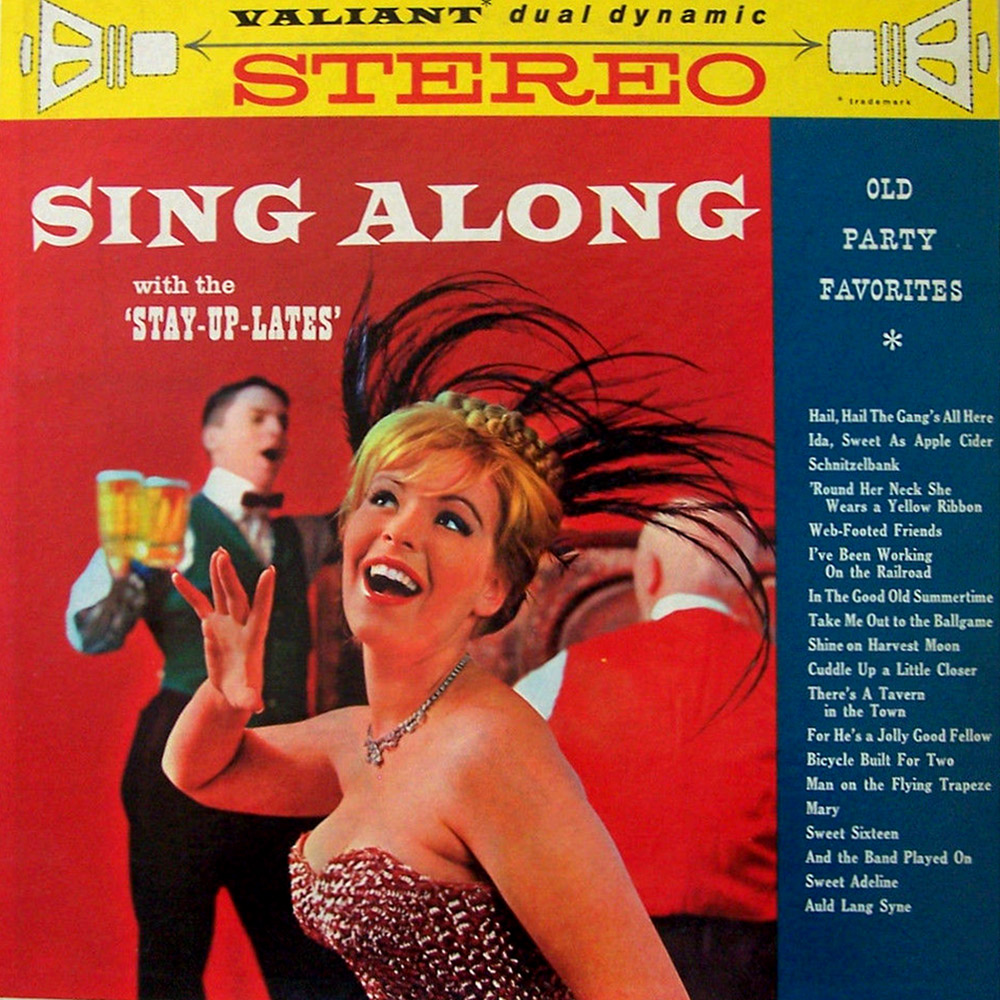 VALIANT* dual dynamic
STEREO
* trademark
SING ALONG
with the
'STAY-UP-LATES'
OLD
PARTY
FAVORITES
*
Hail, Hail The Gang's All Here
Ida, Sweet As Apple Cider
Schnitzelbank
'Round Her Neck She
Wears a Yellow Ribbon
Web-Footed Friends
I've Been Working
On the Railroad
In The Good Old Summertime
Take Me Out to the Ballgame
Shine on Harvest Moon
Cuddle Up a Little Closer
There's A Tavern
in the Town
For He's a Jolly Good Fellow
Bicycle Built For Two
Man on the Flying Trapeze
Mary
Sweet Sixteen
And the Band Played On
Sweet Adeline
Auld Lang Syne